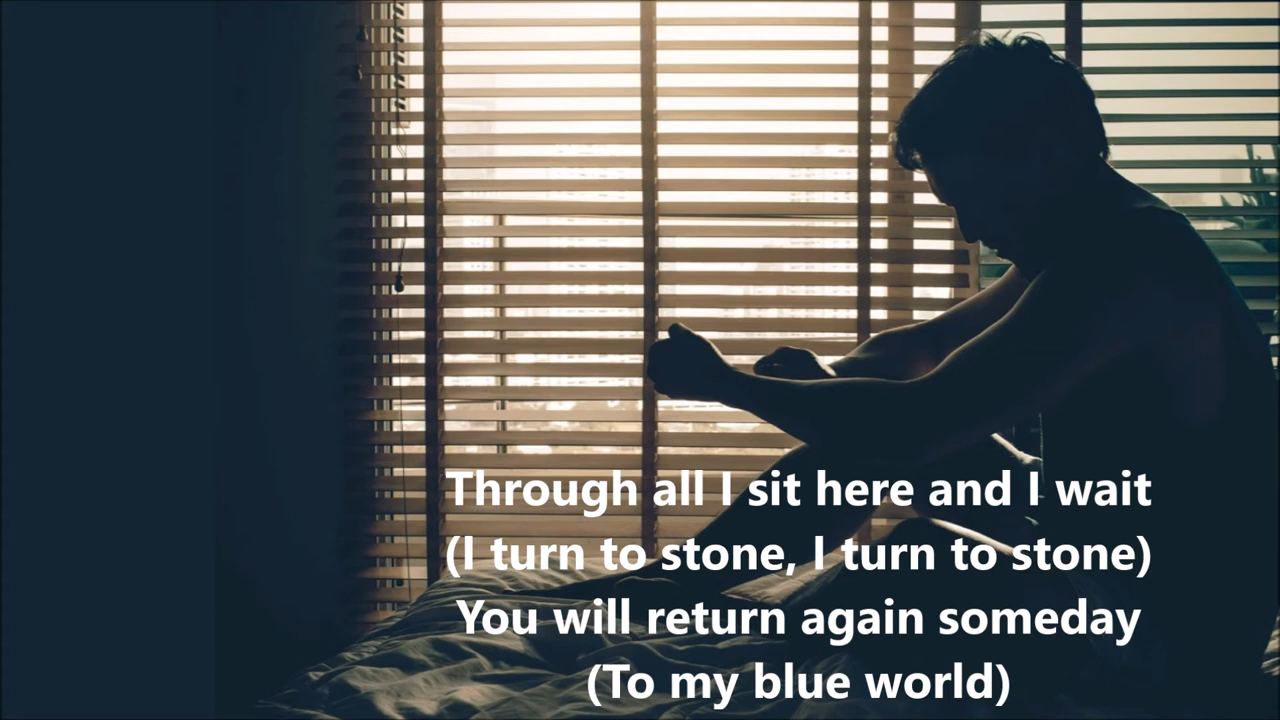 Through all I sit here and I wait
(I turn to stone, I turn to stone)
You will return again someday
(To my blue world)